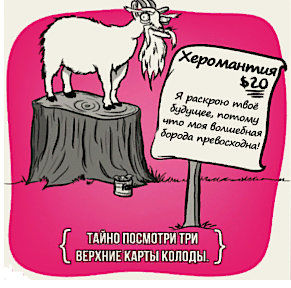 Херомантия
$20
Я раскрою твоё
будущее, потому
что моя волшебная
борода превосходна!
{ ТАЙНО ПОСМОТРИ ТРИ
ВЕРХНИЕ КАРТЫ КОЛОДЫ. }